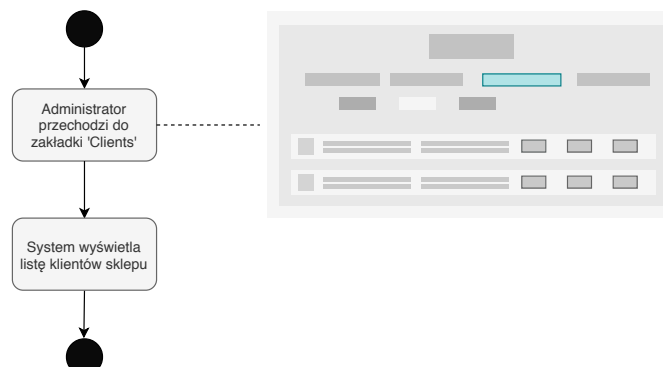 Administrator
przechodzi do
zakładki 'Clients'
System wyświetla
listę klientów sklepu